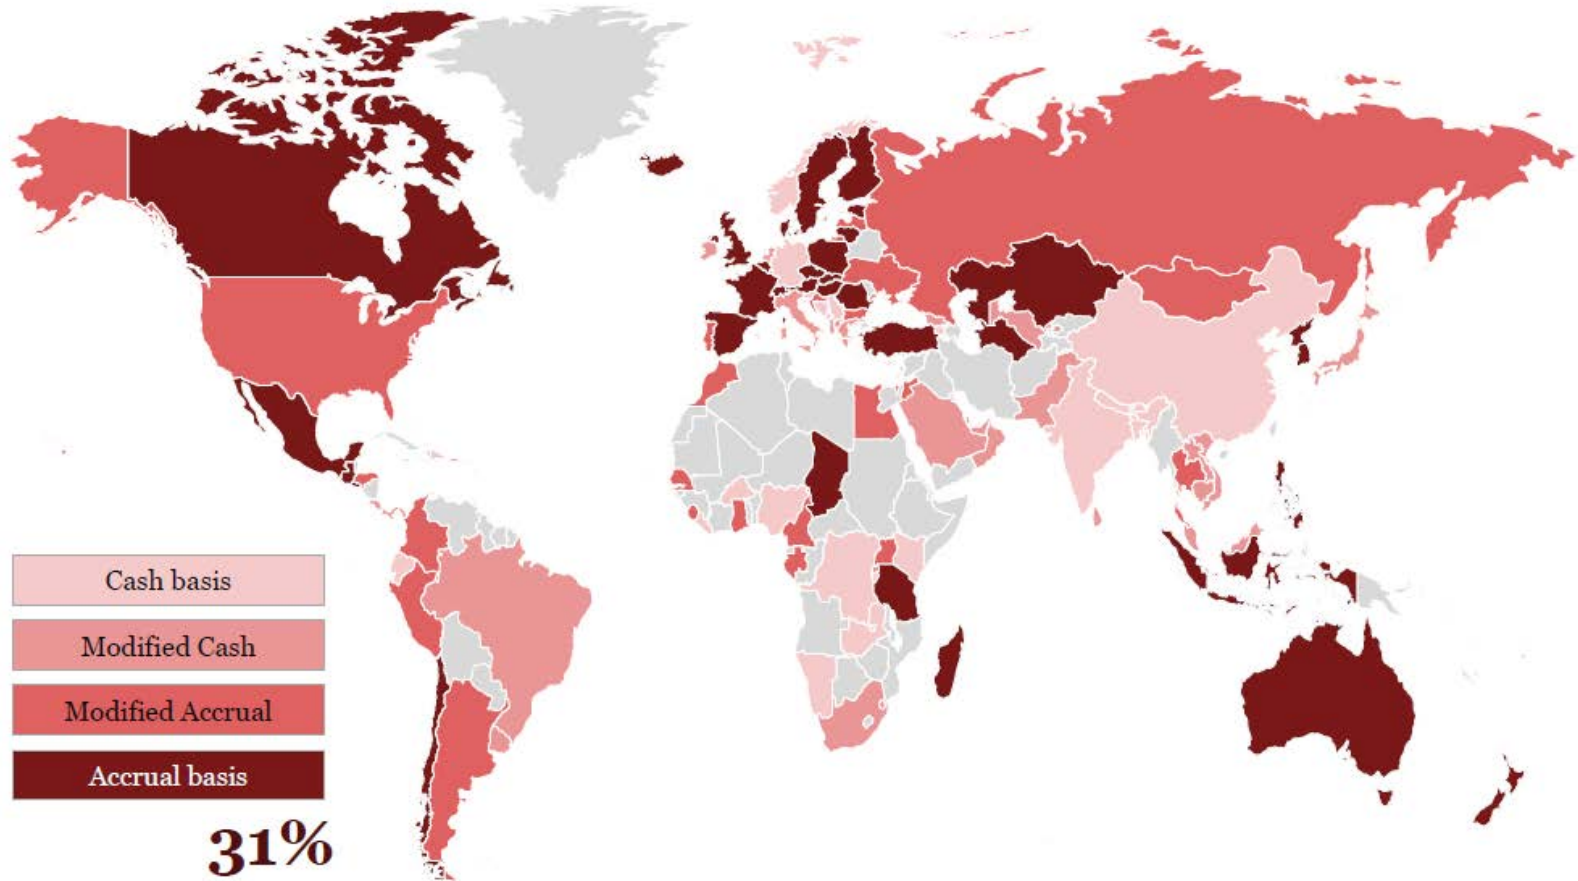 Cash basis
Modified Cash
Modified Accrual
Accrual basis
31%